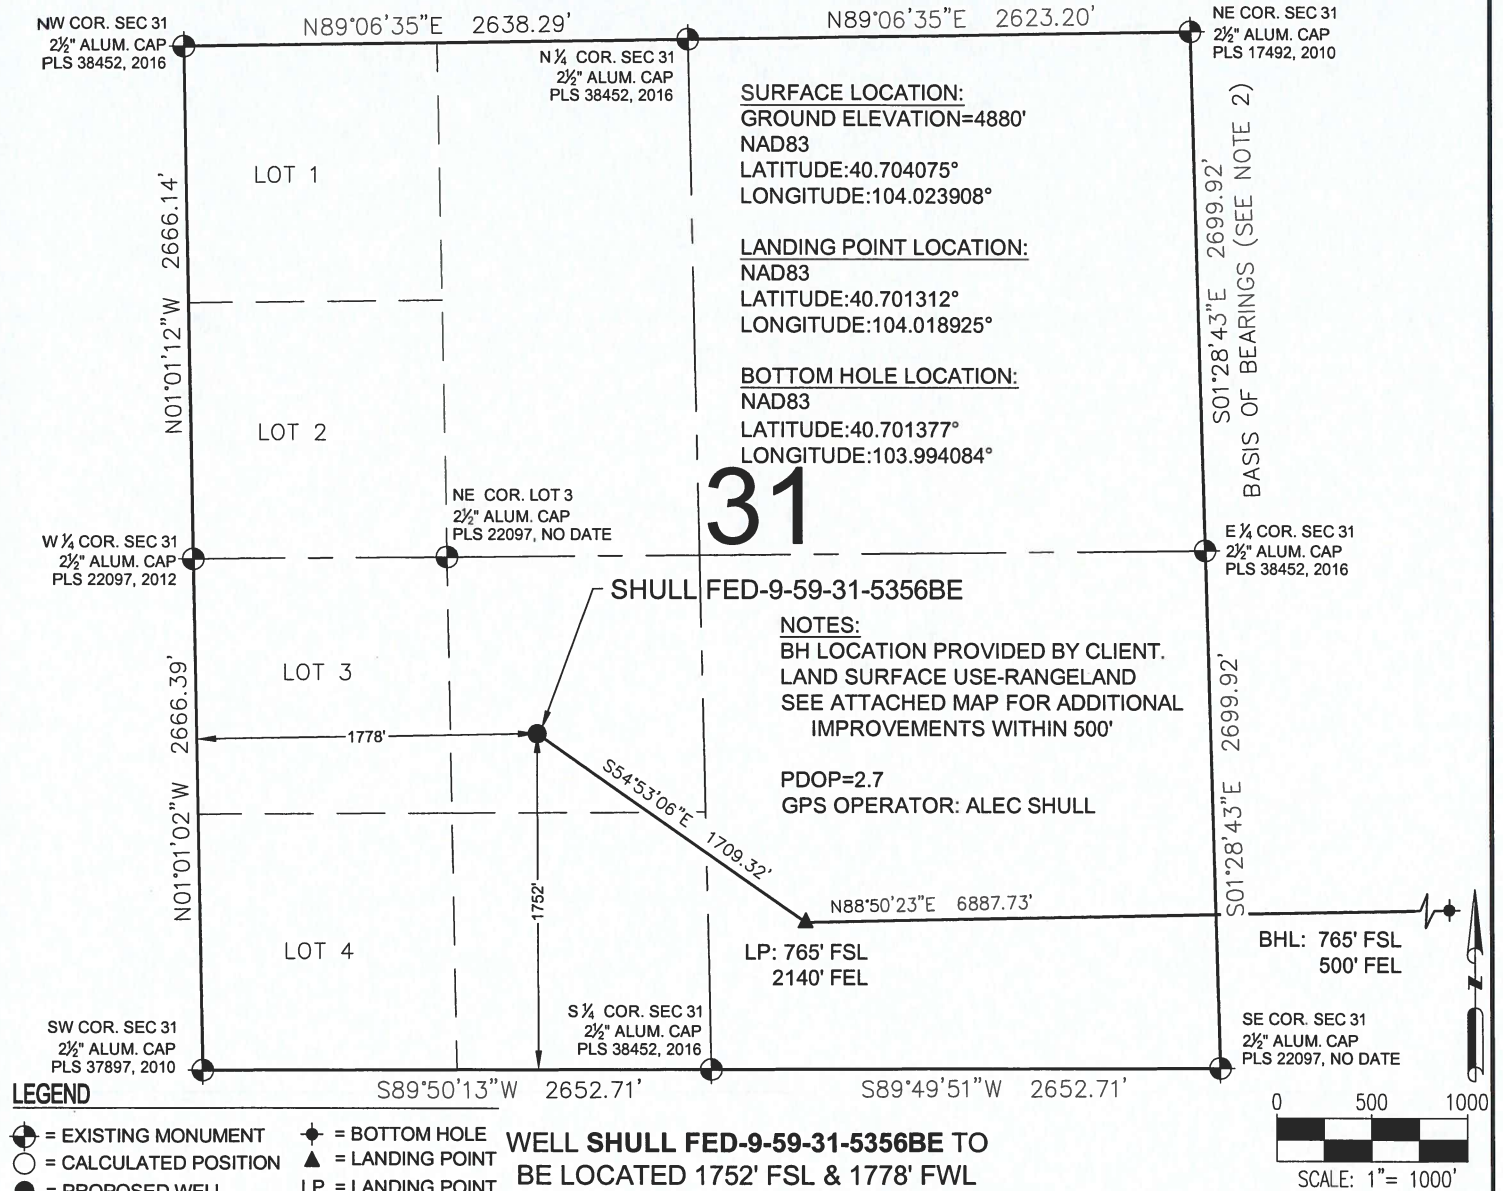 NW COR. SEC 31
2½" ALUM. CAP
PLS 38452, 2016
N89°06'35"E 2638.29'
N ¼ COR. SEC 31
2½" ALUM. CAP
PLS 38452, 2016
N89°06'35"E 2623.20'
NE COR. SEC 31
2½" ALUM. CAP
PLS 17492, 2010
SURFACE LOCATION:
GROUND ELEVATION=4880'
NAD83
LATITUDE:40.704075°
LONGITUDE:104.023908°
LANDING POINT LOCATION:
NAD83
LATITUDE:40.701312°
LONGITUDE:104.018925°
BOTTOM HOLE LOCATION:
NAD83
LATITUDE:40.701377°
LONGITUDE:103.994084°
LOT 1
N01°01'12"W 2666.14'
LOT 2
S01°28'43"E 2699.92'
BASIS OF BEARINGS (SEE NOTE 2)
31
NE COR. LOT 3
2½" ALUM. CAP
PLS 22097, NO DATE
W ¼ COR. SEC 31
2½" ALUM. CAP
PLS 22097, 2012
E ¼ COR. SEC 31
2½" ALUM. CAP
PLS 38452, 2016
SHULL FED-9-59-31-5356BE
NOTES:
BH LOCATION PROVIDED BY CLIENT.
LAND SURFACE USE-RANGELAND
SEE ATTACHED MAP FOR ADDITIONAL
IMPROVEMENTS WITHIN 500'
PDOP=2.7
GPS OPERATOR: ALEC SHULL
LOT 3
N01°01'02"W 2666.39'
1778'
S54°53'06"E 1709.32'
1752'
S01°28'43"E 2699.92'
N88°50'23"E 6887.73'
LP: 765' FSL
2140' FEL
BHL: 765' FSL
500' FEL
N
LOT 4
SW COR. SEC 31
2½" ALUM. CAP
PLS 37897, 2010
S ¼ COR. SEC 31
2½" ALUM. CAP
PLS 38452, 2016
SE COR. SEC 31
2½" ALUM. CAP
PLS 22097, NO DATE
S89°50'13"W 2652.71'
S89°49'51"W 2652.71'
LEGEND
= EXISTING MONUMENT
= CALCULATED POSITION
= PROPOSED WELL
= BOTTOM HOLE
= LANDING POINT
LP = LANDING POINT
WELL SHULL FED-9-59-31-5356BE TO
BE LOCATED 1752' FSL & 1778' FWL
0 500 1000
SCALE: 1"= 1000'